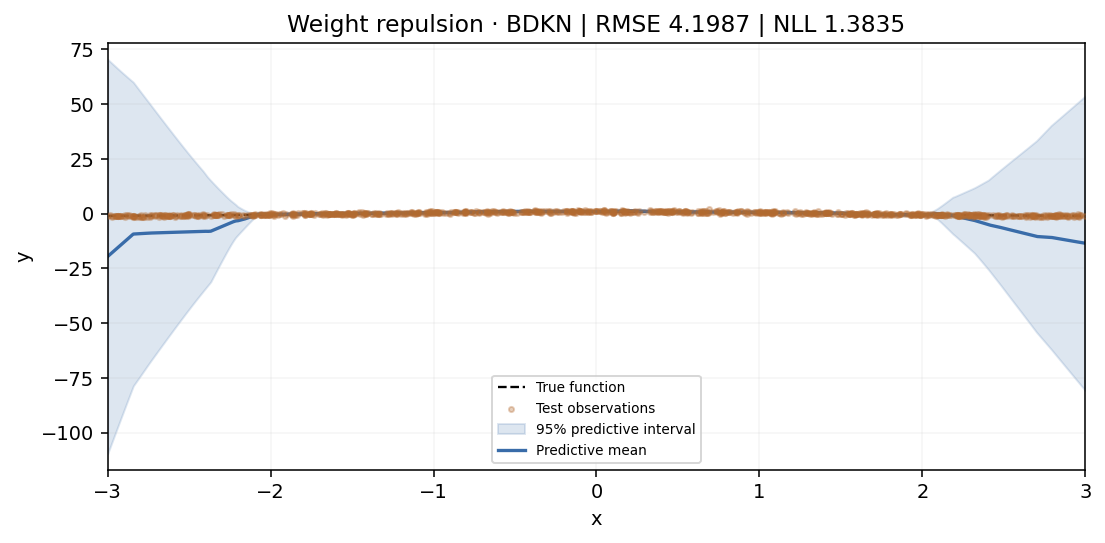 Weight repulsion · BDKN | RMSE 4.1987 | NLL 1.3835
75
50
25
0
−25
−50
−75
−100
y
−3
−2
−1
0
1
2
3
x
True function
Test observations
95% predictive interval
Predictive mean